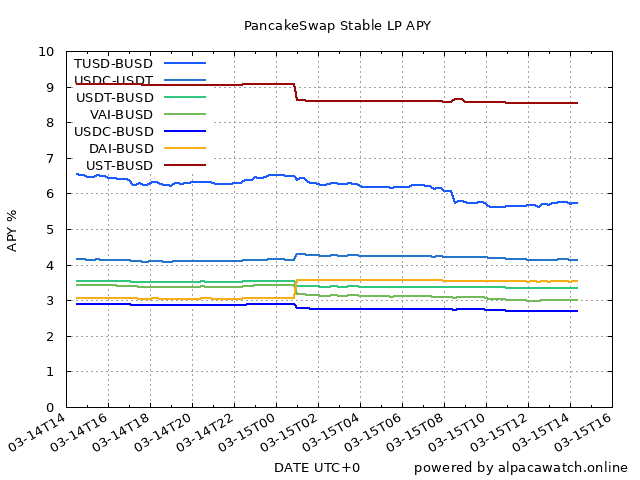 PancakeSwap Stable LP APY
APY %
10
9
8
7
6
5
4
3
2
1
0
TUSD-BUSD
USDC-USDT
USDT-BUSD
VAI-BUSD
USDC-BUSD
DAI-BUSD
UST-BUSD
03-14T14
03-14T16
03-14T18
03-14T20
03-14T22
03-15T00
03-15T02
03-15T04
03-15T06
03-15T08
03-15T10
03-15T12
03-15T14
03-15T16
DATE UTC+0
powered by alpacawatch.online